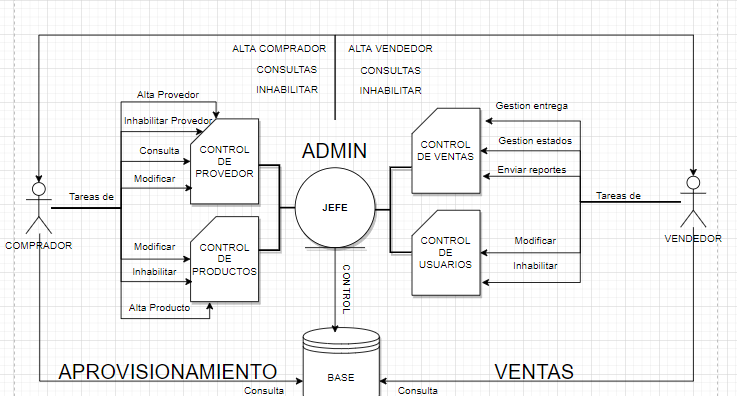 ALTA COMPRADOR
CONSULTAS
INHABILITAR
ALTA VENDEDOR
CONSULTAS
INHABILITAR
Alta Provedor
Inhabilitar Provedor
Consulta
Modificar
CONTROL
DE
PROVEDOR
Tareas de
COMPRADOR
Modificar
Inhabilitar
Alta Producto
CONTROL
DE
PRODUCTOS
ADMIN
JEFE
CONTROL
CONTROL
DE VENTAS
Gestion entrega
Gestion estados
Enviar reportes
Tareas de
VENDEDOR
CONTROL
DE
USUARIOS
Modificar
Inhabilitar
APROVISIONAMIENTO
Consulta
BASE
VENTAS
Consulta